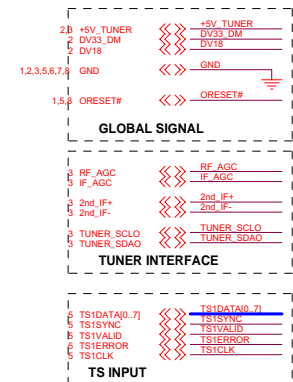 2,3 +5V_TUNER +5V_TUNER
2 DV33_DM DV33_DM
2 DV18 DV18
1,2,3,5,6,7,8 GND GND
1,5,8 ORESET# ORESET#
GLOBAL SIGNAL
3 RF_AGC RF_AGC
3 IF_AGC IF_AGC
3 2nd_IF+ 2nd_IF+
3 2nd_IF- 2nd_IF-
3 TUNER_SCLO TUNER_SCLO
3 TUNER_SDAO TUNER_SDAO
TUNER INTERFACE
5 TS1DATA[0..7] TS1DATA[0..7]
5 TS1SYNC TS1SYNC
5 TS1VALID TS1VALID
5 TS1ERROR TS1ERROR
5 TS1CLK TS1CLK
TS INPUT